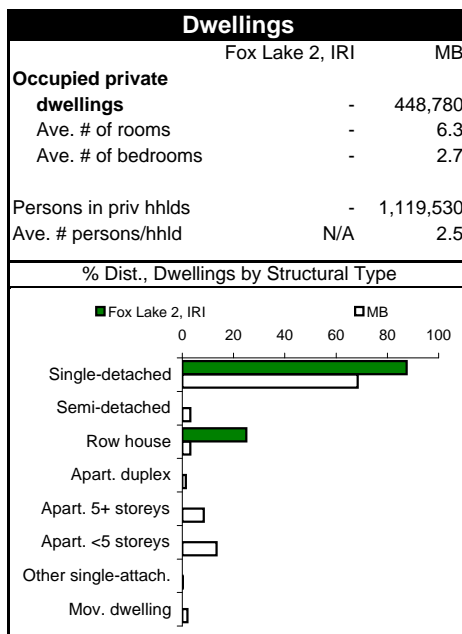 Dwellings
Fox Lake 2, IRI MB
Occupied private
dwellings - 448,780
Ave. # of rooms - 6.3
Ave. # of bedrooms - 2.7
Persons in priv hhlds - 1,119,530
Ave. # persons/hhld N/A 2.5
% Dist., Dwellings by Structural Type
Fox Lake 2, IRI MB
0 20 40 60 80 100
Single-detached
Semi-detached
Row house
Apart. duplex
Apart. 5+ storeys
Apart. <5 storeys
Other single-attach.
Mov. dwelling